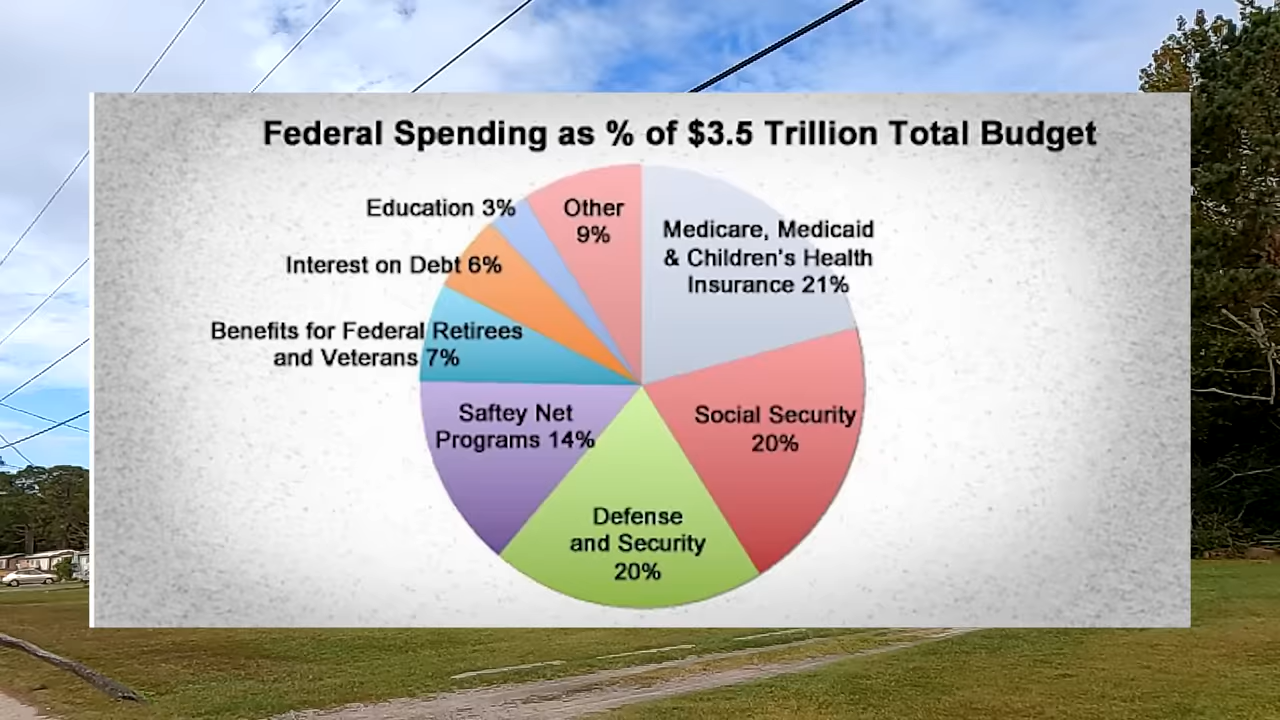 Federal Spending as % of $3.5 Trillion Total Budget
Education 3%
Other
9%
Medicare, Medicaid
& Children's Health
Insurance 21%
Interest on Debt 6%
Benefits for Federal Retirees
and Veterans 7%
Saftey Net
Programs 14%
Social Security
20%
Defense
and Security
20%